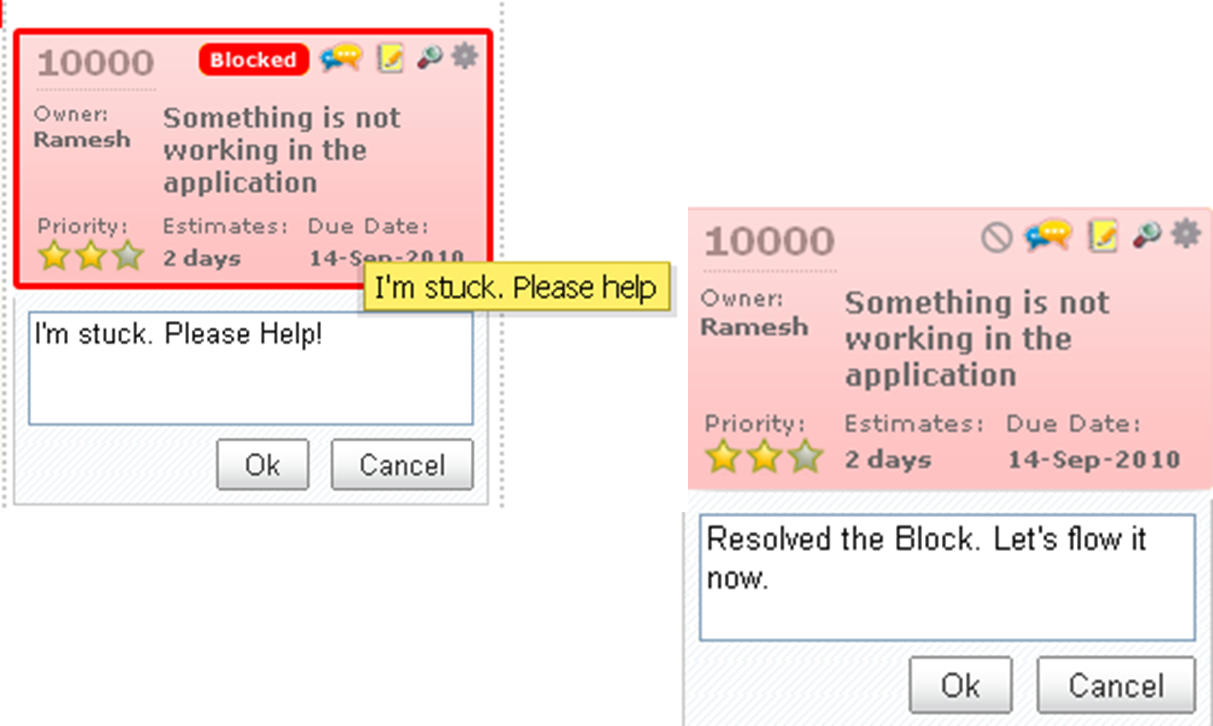 10000
Blocked
Owner:
Ramesh
Something is not
working in the
application
Priority:
Estimates:
Due Date:
2 days
14-Sep-2010
I'm stuck. Please help
I'm stuck. Please Help!
Ok
Cancel
10000
Owner:
Ramesh
Something is not
working in the
application
Priority:
Estimates:
Due Date:
2 days
14-Sep-2010
Resolved the Block. Let's flow it
now.
Ok
Cancel